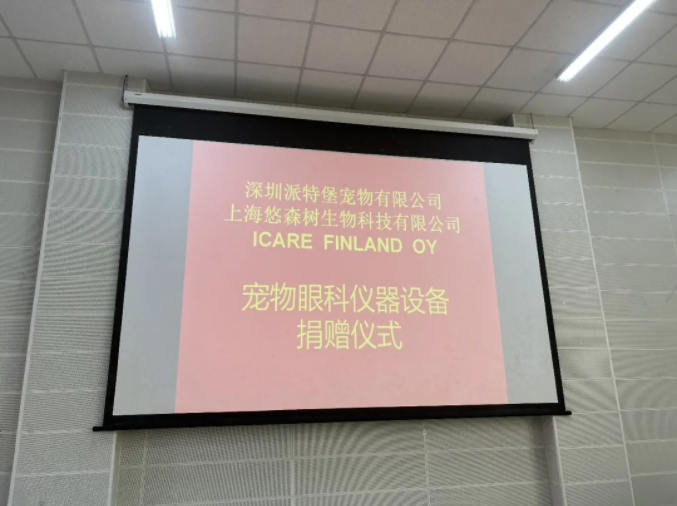 深圳派特堡宠物有限公司
上海悠森树生物科技有限公司
ICARE FINLAND OY
宠物眼科仪器设备
捐赠仪式